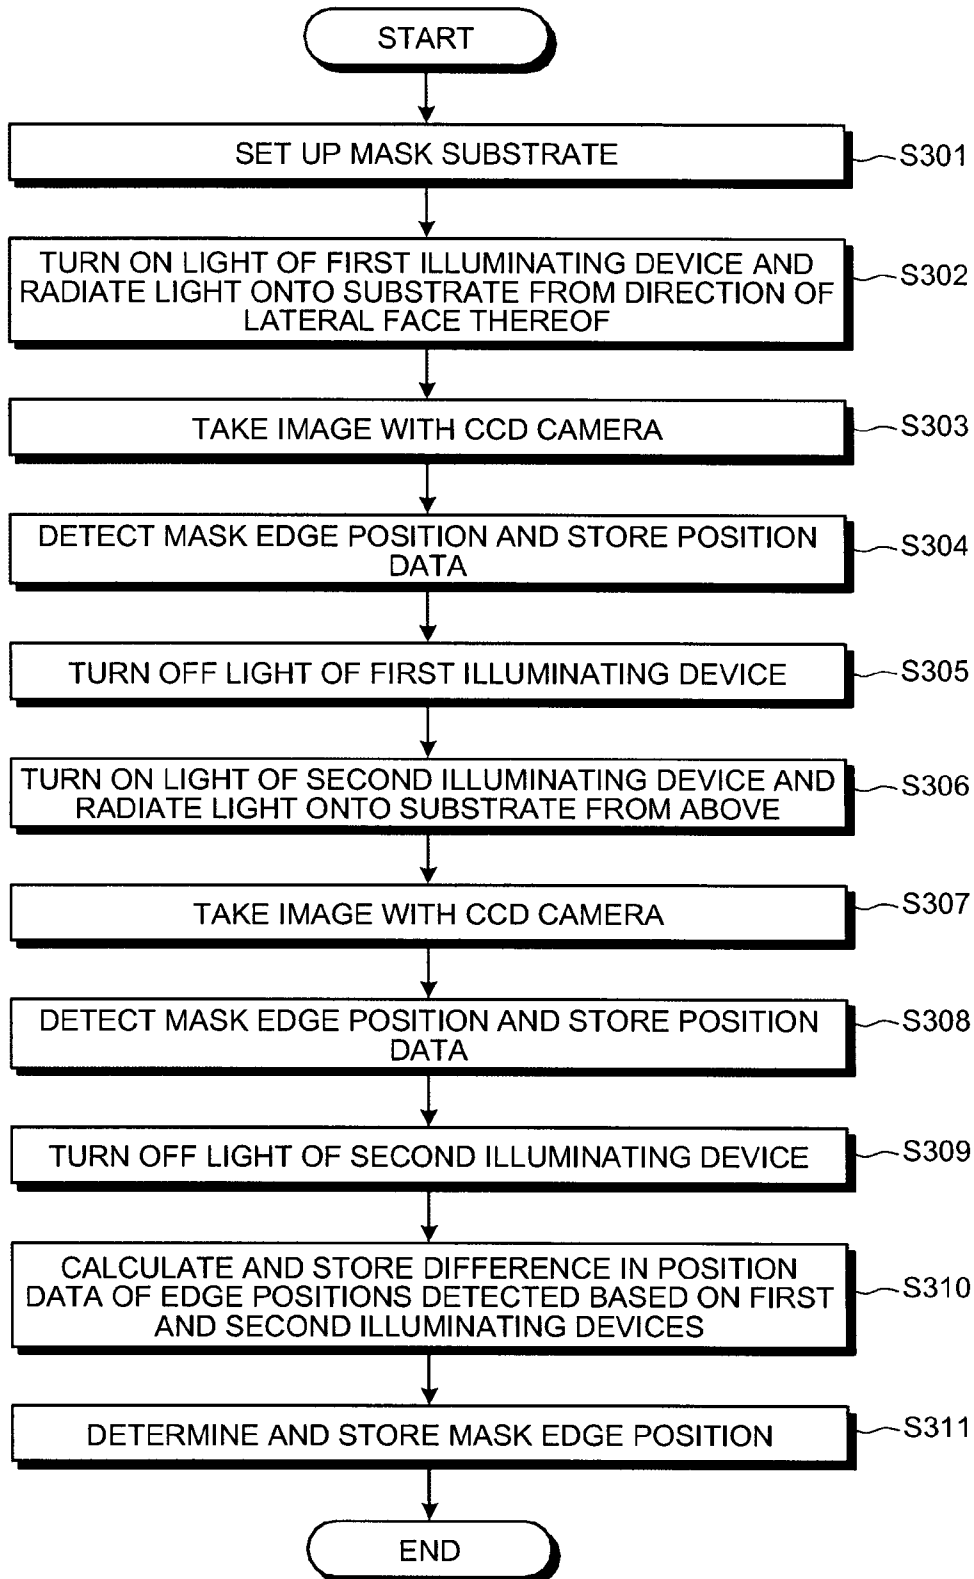 START
SET UP MASK SUBSTRATE
S301
TURN ON LIGHT OF FIRST ILLUMINATING DEVICE AND
RADIATE LIGHT ONTO SUBSTRATE FROM DIRECTION OF
LATERAL FACE THEREOF
S302
TAKE IMAGE WITH CCD CAMERA
S303
DETECT MASK EDGE POSITION AND STORE POSITION
DATA
S304
TURN OFF LIGHT OF FIRST ILLUMINATING DEVICE
S305
TURN ON LIGHT OF SECOND ILLUMINATING DEVICE AND
RADIATE LIGHT ONTO SUBSTRATE FROM ABOVE
S306
TAKE IMAGE WITH CCD CAMERA
S307
DETECT MASK EDGE POSITION AND STORE POSITION
DATA
S308
TURN OFF LIGHT OF SECOND ILLUMINATING DEVICE
S309
CALCULATE AND STORE DIFFERENCE IN POSITION
DATA OF EDGE POSITIONS DETECTED BASED ON FIRST
AND SECOND ILLUMINATING DEVICES
S310
DETERMINE AND STORE MASK EDGE POSITION
S311
END